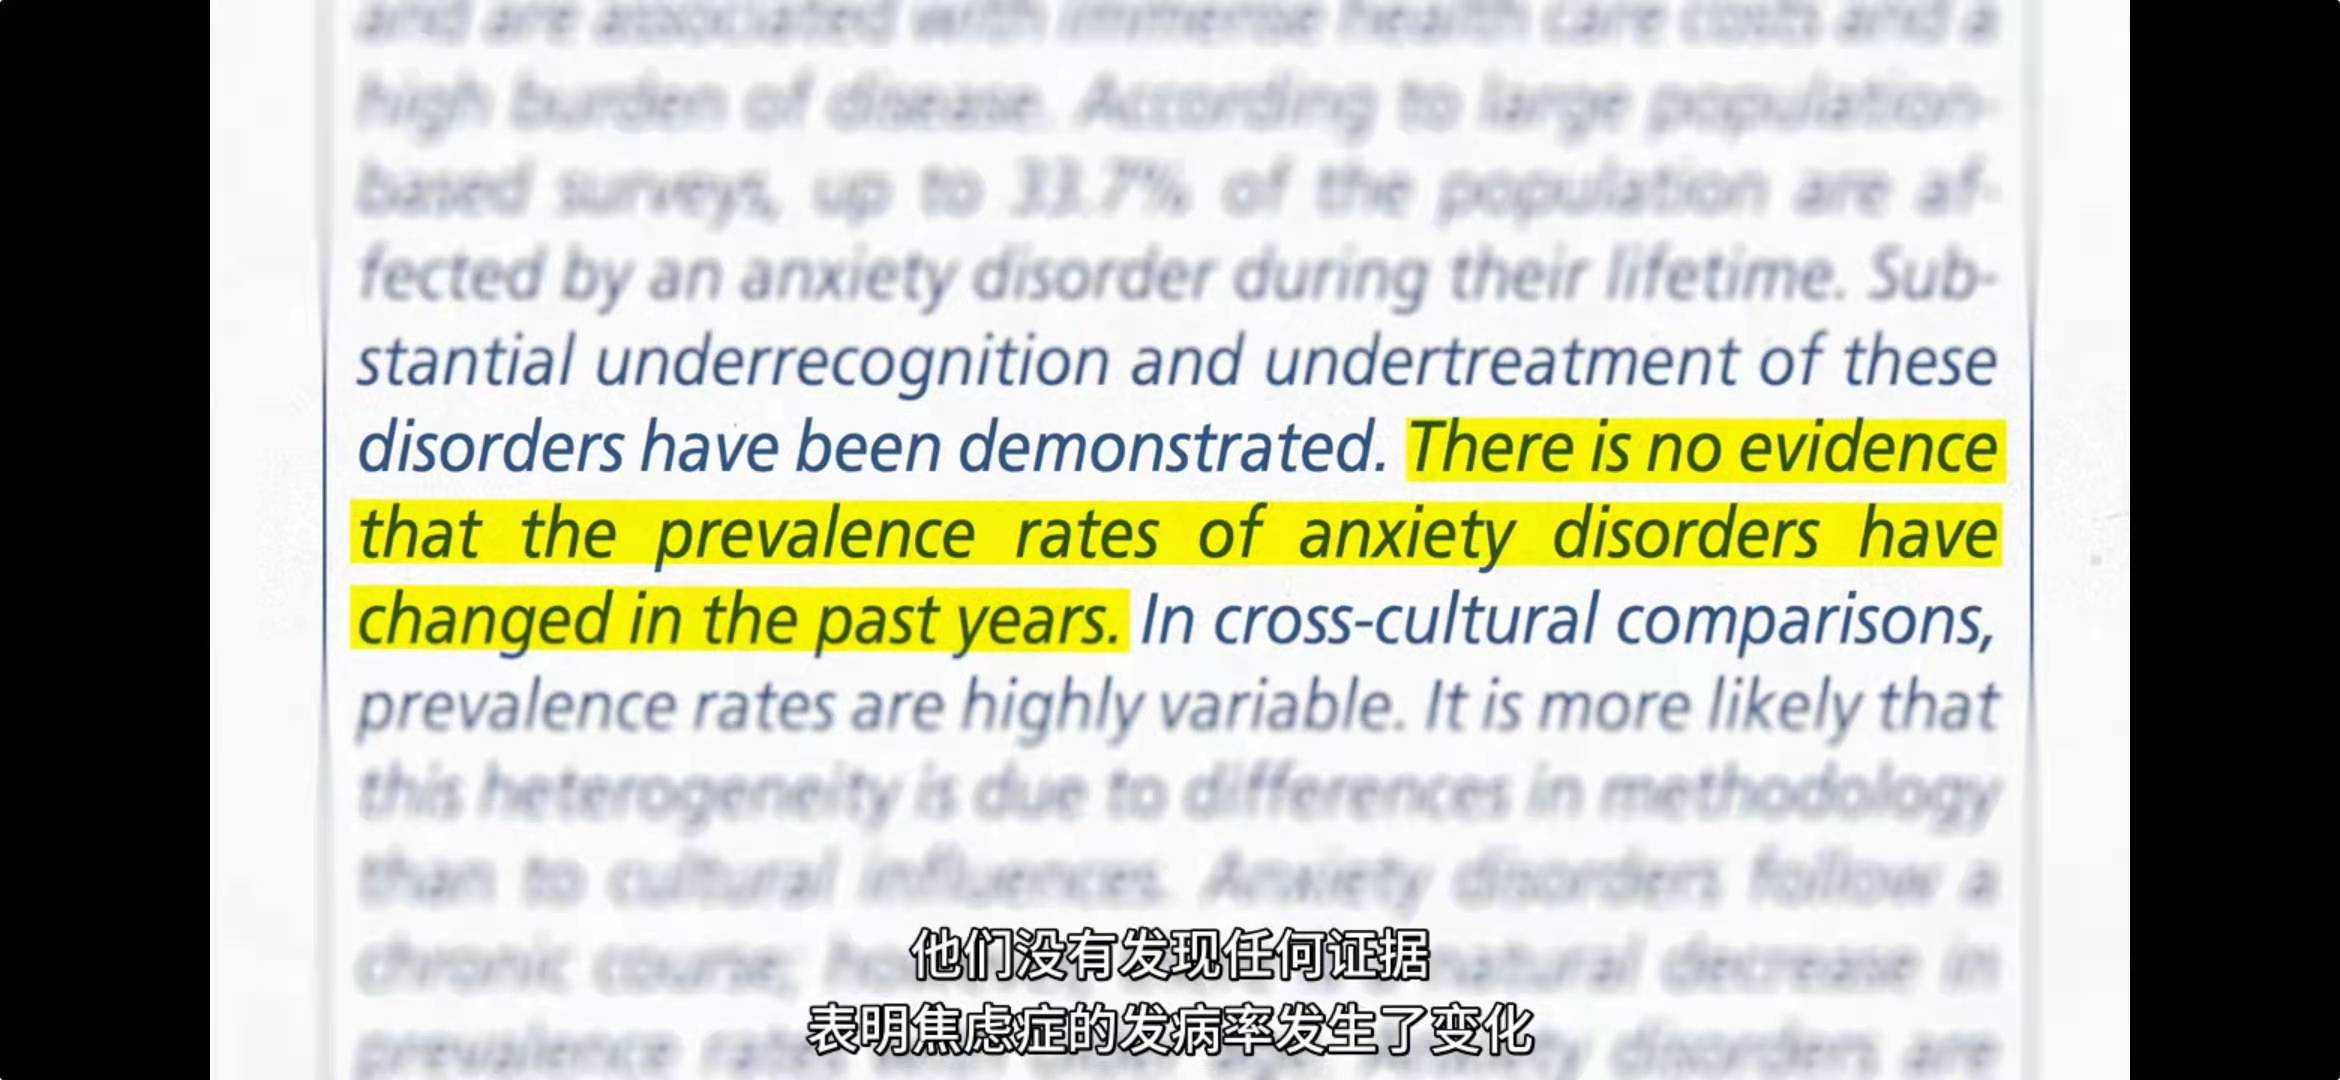 and are associated with immense health care costs and a
high burden of disease. According to large population-
based surveys, up to 33.7% of the population are af-
fected by an anxiety disorder during their lifetime. Sub-
stantial underrecognition and undertreatment of these
disorders have been demonstrated. There is no evidence
that the prevalence rates of anxiety disorders have
changed in the past years. In cross-cultural comparisons,
prevalence rates are highly variable. It is more likely that
this heterogeneity is due to differences in methodology
than to cultural influences. Anxiety disorders follow a
chronic course; natural decrease in
prevalence disorders are
他们没有发现任何证据
表明焦虑症的发病率发生了变化